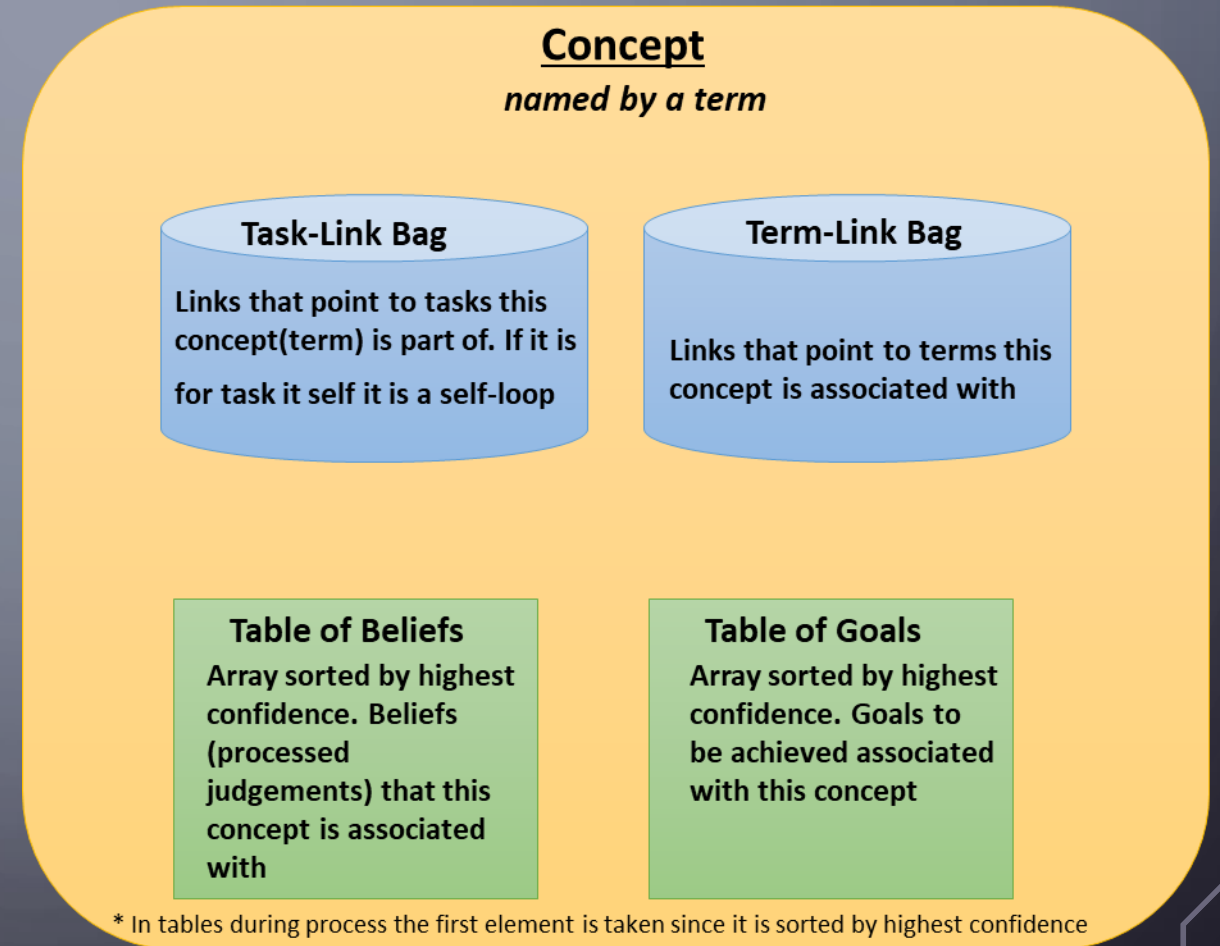 Concept
named by a term
Task-Link Bag
Links that point to tasks this
concept(term) is part of. If it is
for task it self it is a self-loop
Term-Link Bag
Links that point to terms this
concept is associated with
Table of Beliefs
Array sorted by highest
confidence. Beliefs
(processed
judgements) that this
concept is associated
with
Table of Goals
Array sorted by highest
confidence. Goals to
be achieved associated
with this concept
* In tables during process the first element is taken since it is sorted by highest confidence